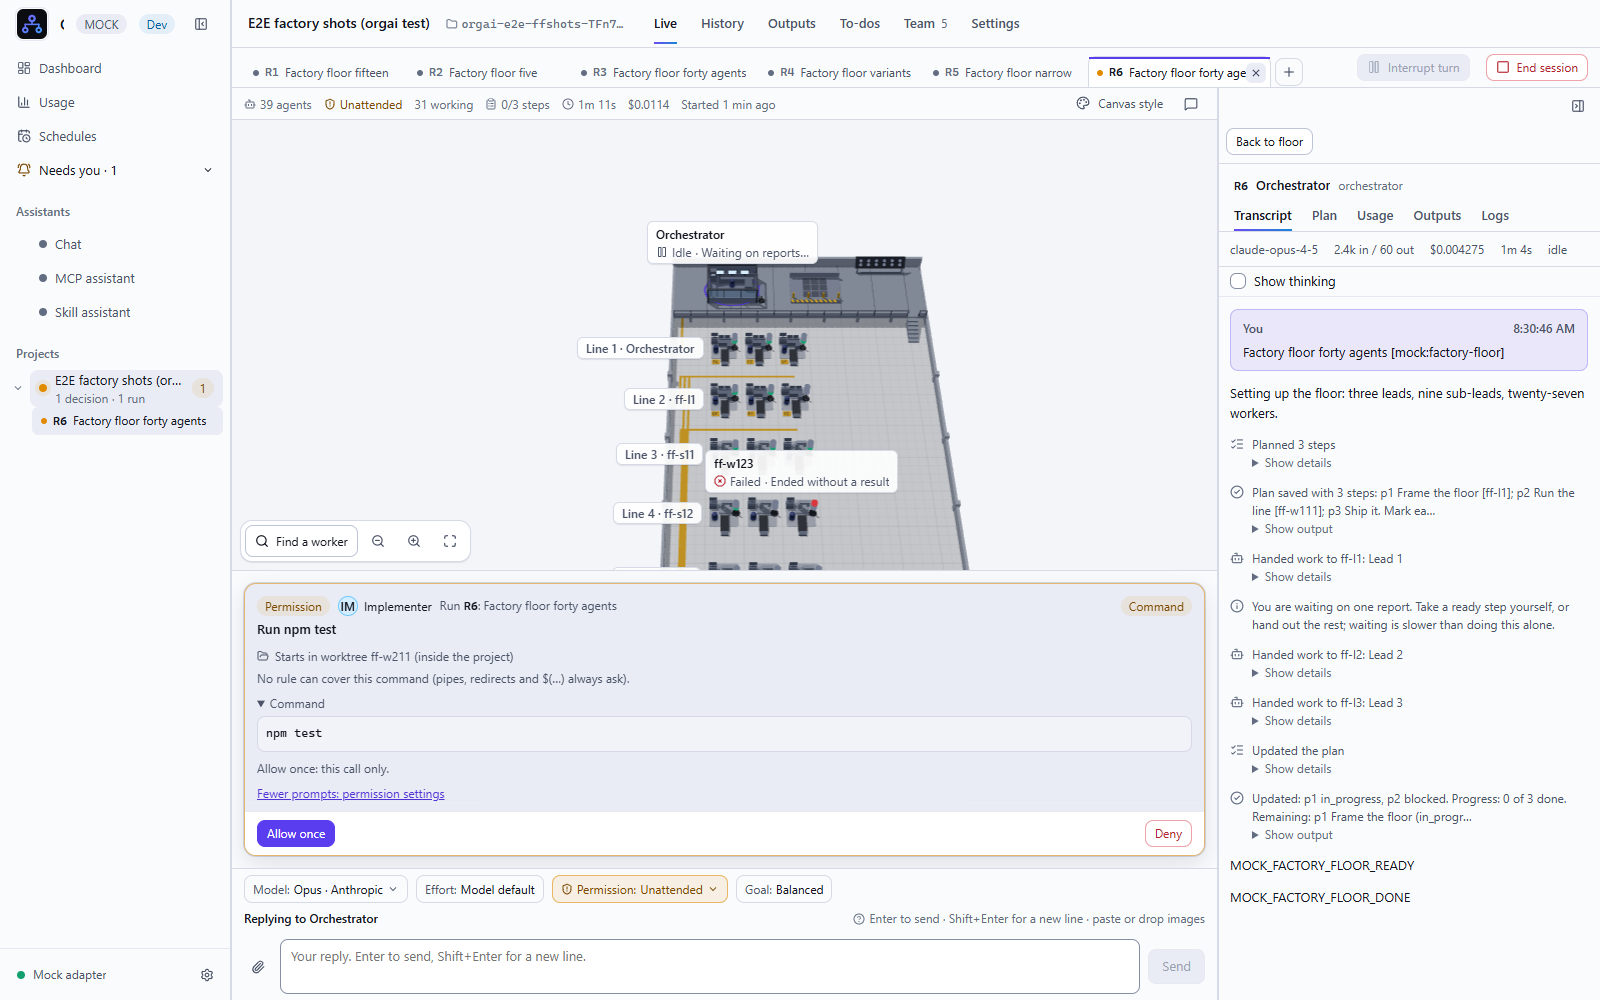 MOCK
Dev
Dashboard
Usage
Schedules
Needs you · 1
Assistants
Chat
MCP assistant
Skill assistant
Projects
E2E factory shots (or...
1 decision · 1 run
1
R6 Factory floor forty agents
Mock adapter
E2E factory shots (orgai test)
orgai-e2e-ffshots-TFn7...
Live
History
Outputs
To-dos
Team 5
Settings
R1 Factory floor fifteen
R2 Factory floor five
R3 Factory floor forty agents
R4 Factory floor variants
R5 Factory floor narrow
R6 Factory floor forty age
Interrupt turn
End session
39 agents
Unattended
31 working
0/3 steps
1m 11s
$0.0114
Started 1 min ago
Canvas style
Orchestrator
Idle · Waiting on reports...
Line 1 · Orchestrator
Line 2 · ff-l1
Line 3 · ff-s11
ff-w123
Failed · Ended without a result
Line 4 · ff-s12
Find a worker
Permission
IM Implementer Run R6: Factory floor forty agents
Command
Run npm test
Starts in worktree ff-w211 (inside the project)
No rule can cover this command (pipes, redirects and $(...) always ask).
Command
npm test
Allow once: this call only.
Fewer prompts: permission settings
Allow once
Deny
Model: Opus · Anthropic
Effort: Model default
Permission: Unattended
Goal: Balanced
Replying to Orchestrator
Enter to send · Shift+Enter for a new line · paste or drop images
Your reply. Enter to send, Shift+Enter for a new line.
Send
Back to floor
R6 Orchestrator orchestrator
Transcript
Plan
Usage
Outputs
Logs
claude-opus-4-5
2.4k in / 60 out
$0.004275
1m 4s
idle
Show thinking
You
8:30:46 AM
Factory floor forty agents [mock:factory-floor]
Setting up the floor: three leads, nine sub-leads, twenty-seven
workers.
Planned 3 steps
Show details
Plan saved with 3 steps: p1 Frame the floor [ff-l1]; p2 Run the
line [ff-w111]; p3 Ship it. Mark ea...
Show output
Handed work to ff-l1: Lead 1
Show details
You are waiting on one report. Take a ready step yourself, or
hand out the rest; waiting is slower than doing this alone.
Handed work to ff-l2: Lead 2
Show details
Handed work to ff-l3: Lead 3
Show details
Updated the plan
Show details
Updated: p1 in_progress, p2 blocked. Progress: 0 of 3 done.
Remaining: p1 Frame the floor (in_progr...
Show output
MOCK_FACTORY_FLOOR_READY
MOCK_FACTORY_FLOOR_DONE